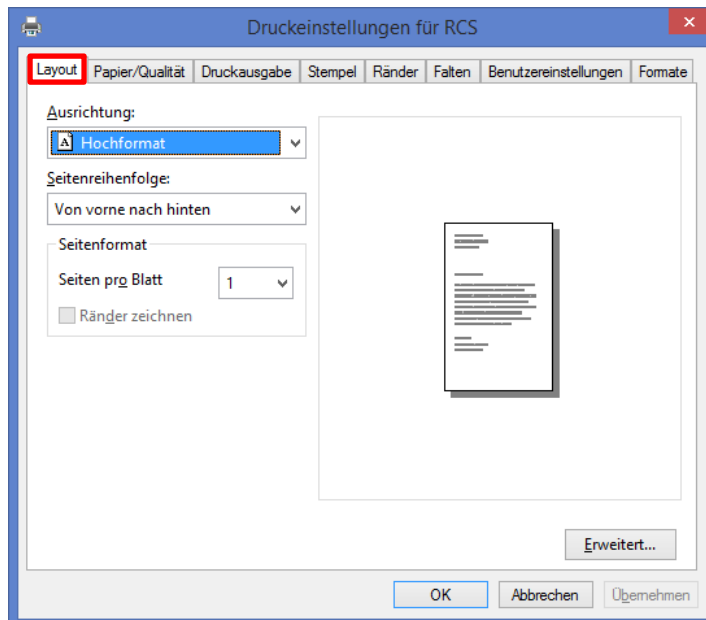 Druckeinstellungen für RCS
Layout Papier/Qualität Druckausgabe Stempel Ränder Falten Benutzereinstellungen Formate
Ausrichtung:
A Hochformat
Seitenreihenfolge:
Von vorne nach hinten
Seitenformat
Seiten pro Blatt 1
Ränder zeichnen
Erweitert...
OK Abbrechen Übernehmen